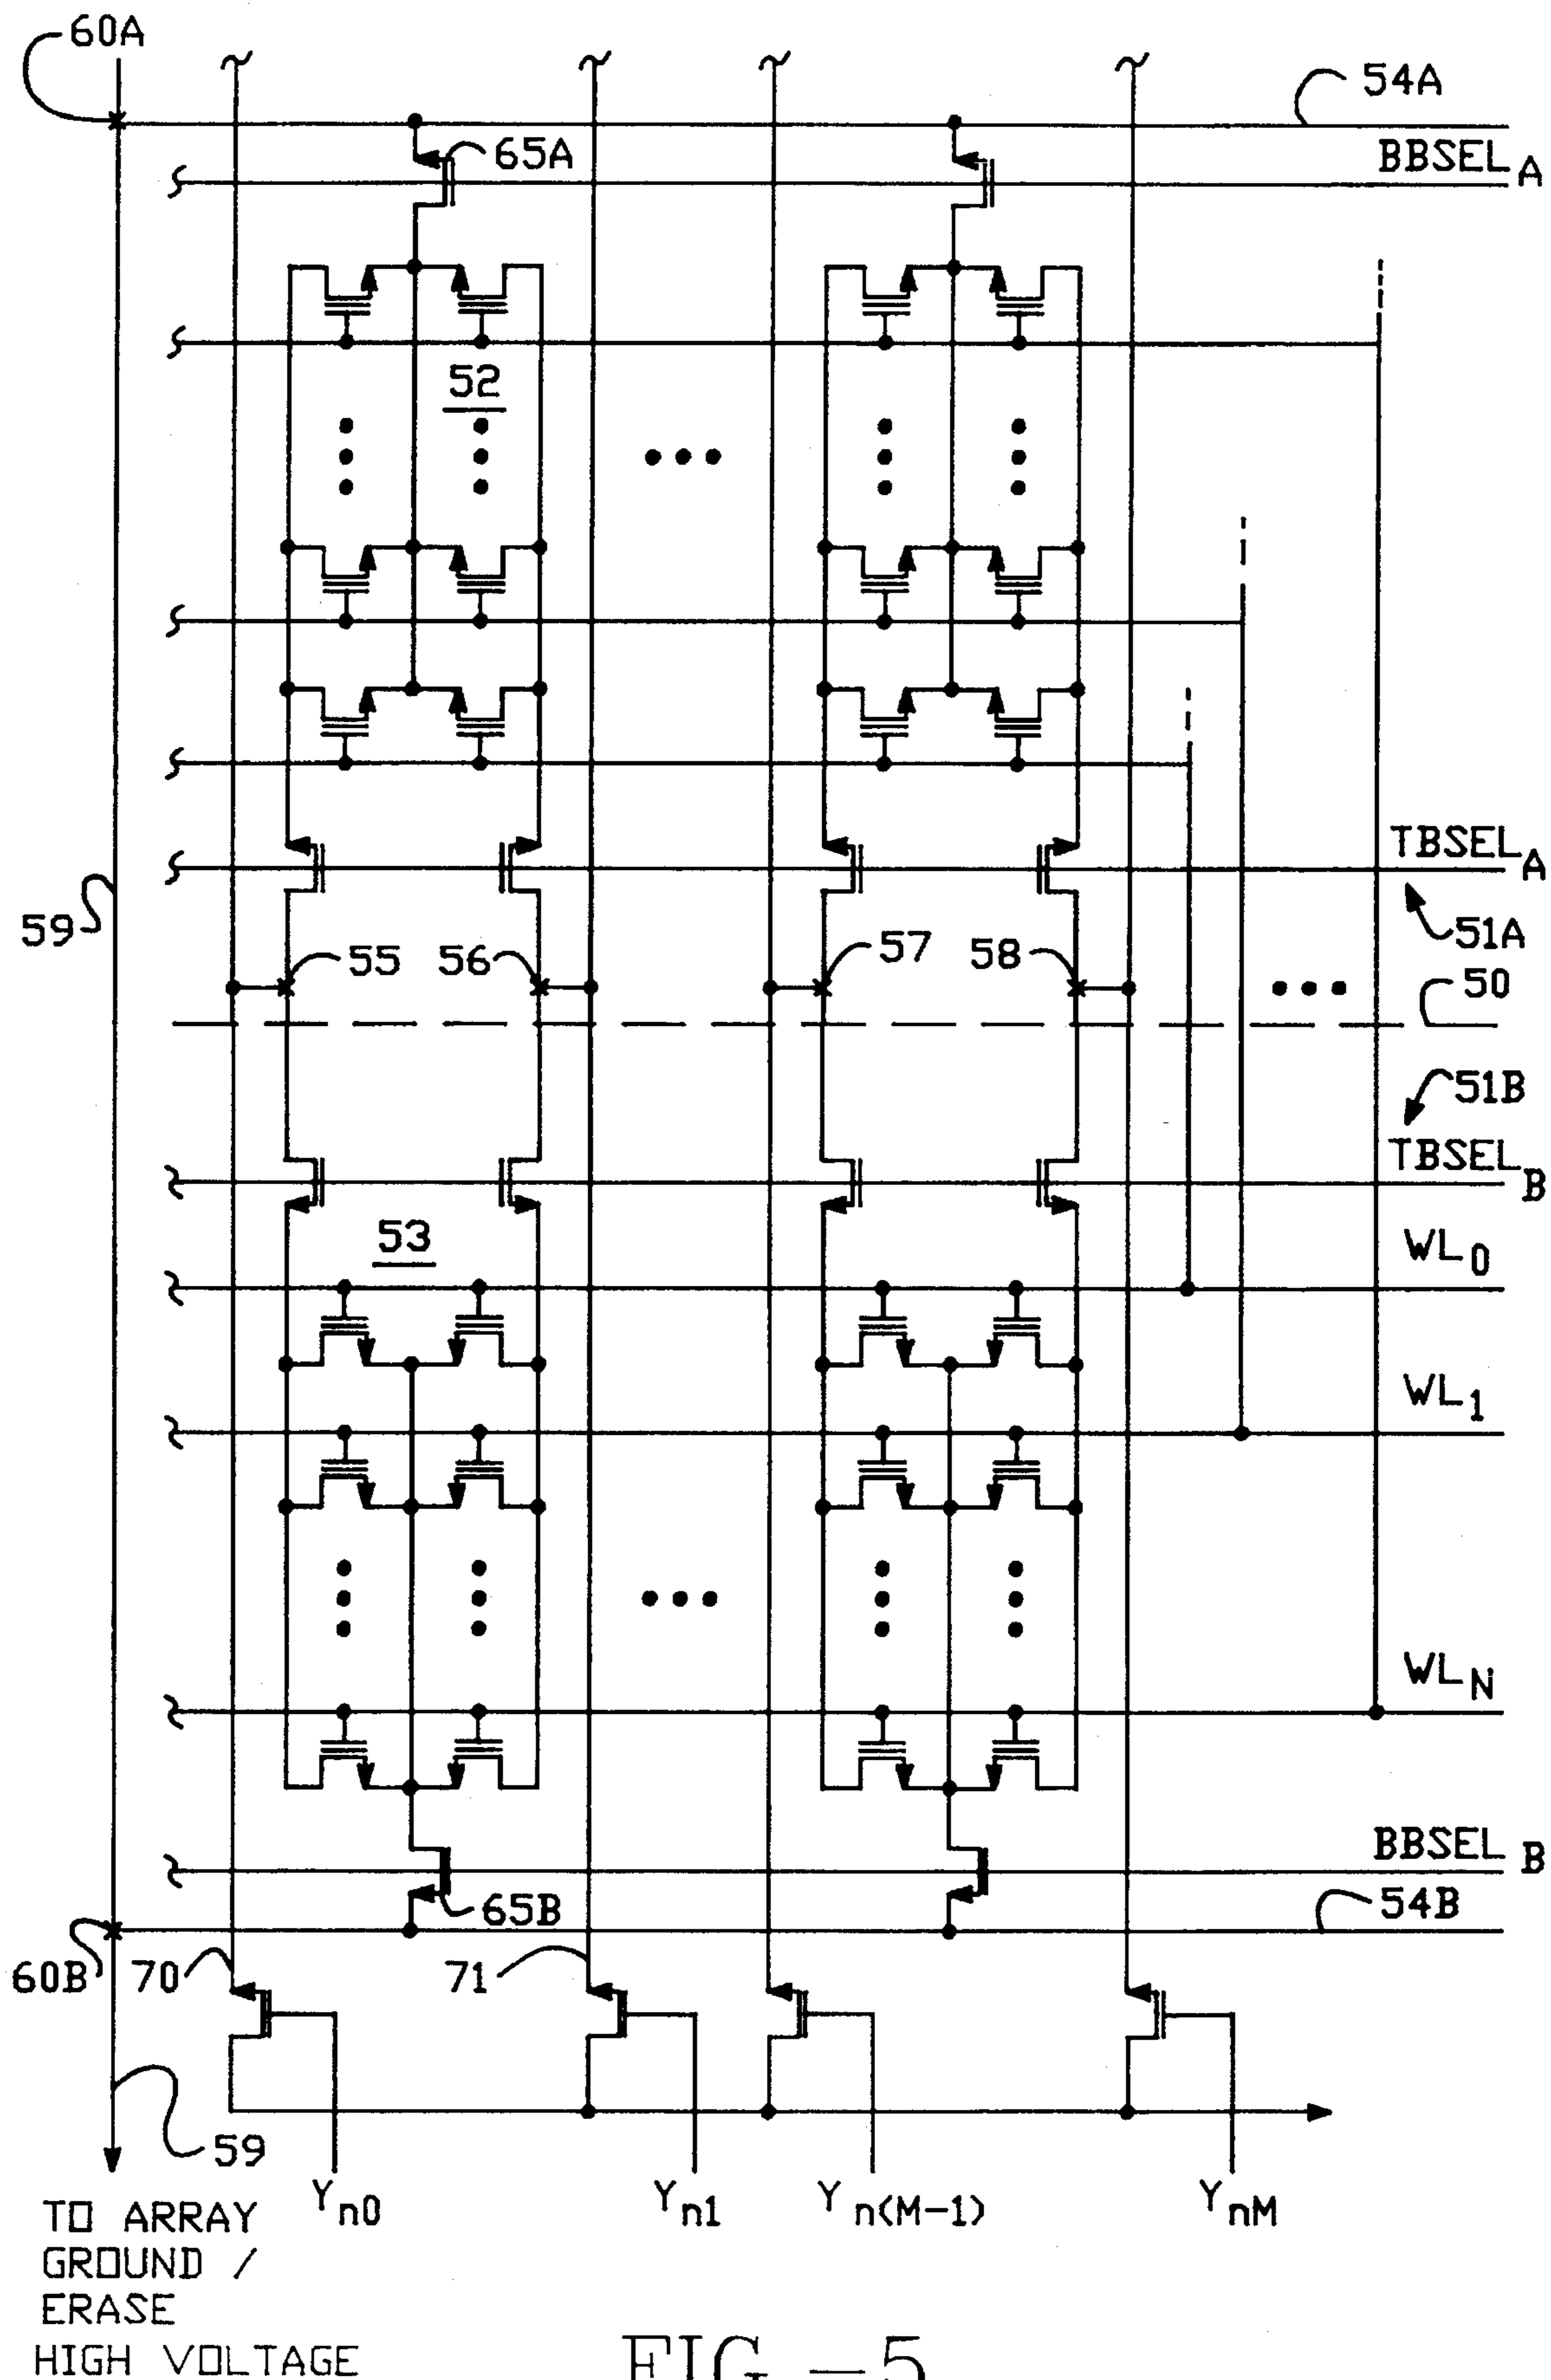 60A
54A
BBSEL A
65A
52
TBSEL A
59
55
56
57
58
51A
50
51B
TBSEL B
53
WL 0
WL 1
WL N
BBSEL B
65B
54B
60B
70
71
59
Y n0
Y n1
Y n(M-1)
Y nM
TO ARRAY
GROUND /
ERASE
HIGH VOLTAGE
FIG.-5